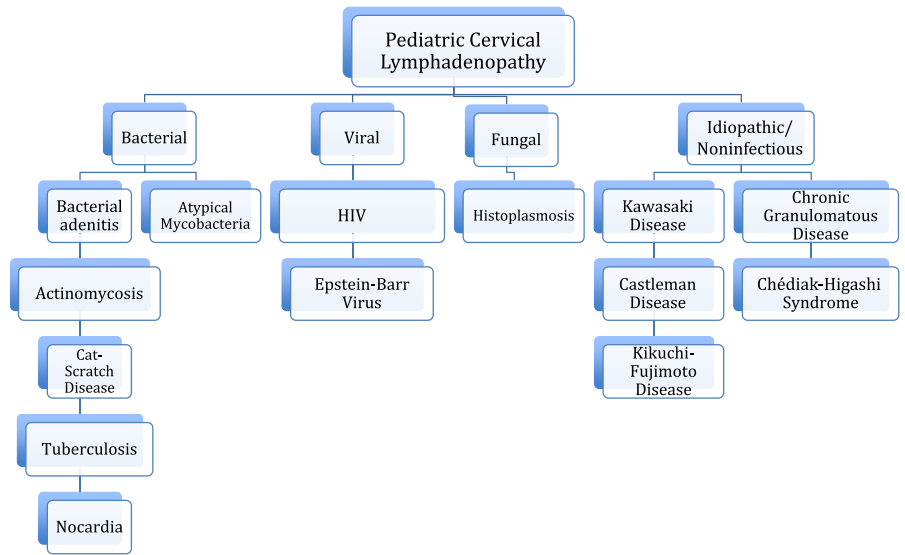 Pediatric Cervical
Lymphadenopathy
Bacterial
Viral
Fungal
Idiopathic/
Noninfectious
Bacterial
adenitis
Atypical
Mycobacteria
HIV
Histoplasmosis
Kawasaki
Disease
Chronic
Granulomatous
Disease
Actinomycosis
Epstein-Barr
Virus
Castleman
Disease
Chédiak-Higashi
Syndrome
Cat-
Scratch
Disease
Kikuchi-
Fujimoto
Disease
Tuberculosis
Nocardia